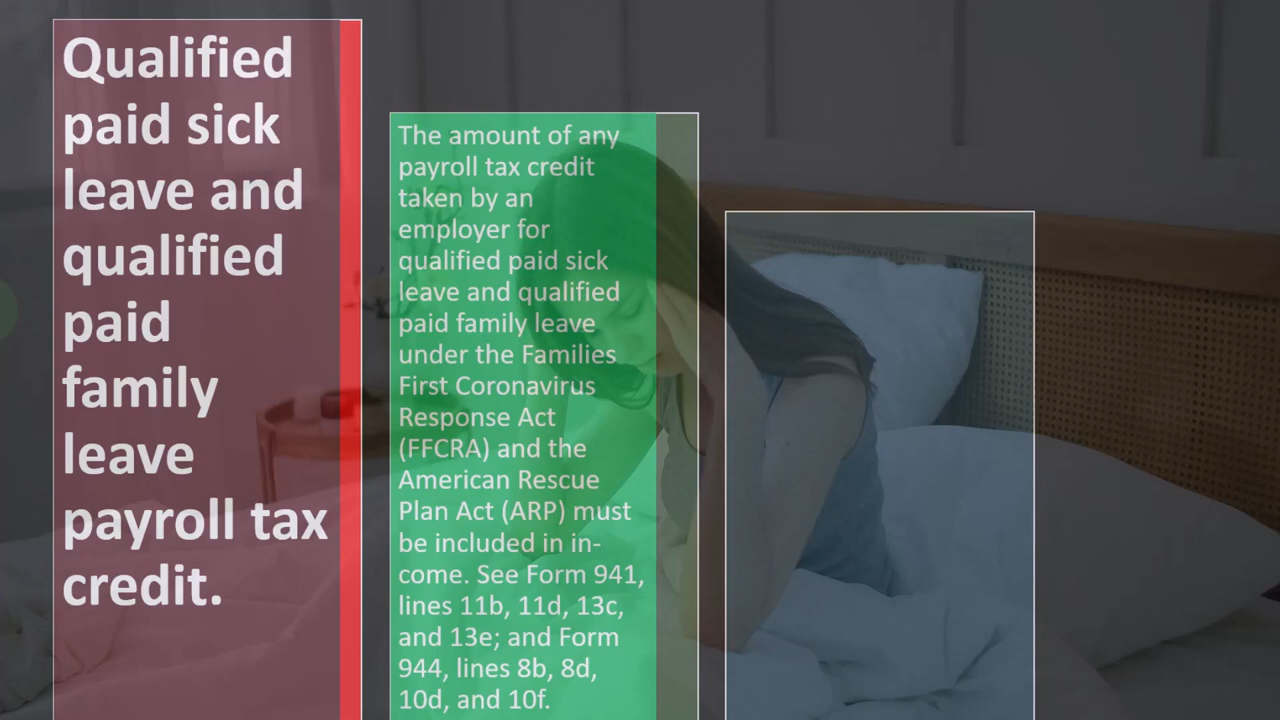 Qualified
paid sick
leave and
qualified
paid
family
leave
payroll tax
credit.
The amount of any
payroll tax credit
taken by an
employer for
qualified paid sick
leave and qualified
paid family leave
under the Families
First Coronavirus
Response Act
(FFCRA) and the
American Rescue
Plan Act (ARP) must
be included in in-
come. See Form 941,
lines 11b, 11d, 13c,
and 13e; and Form
944, lines 8b, 8d,
10d, and 10f.